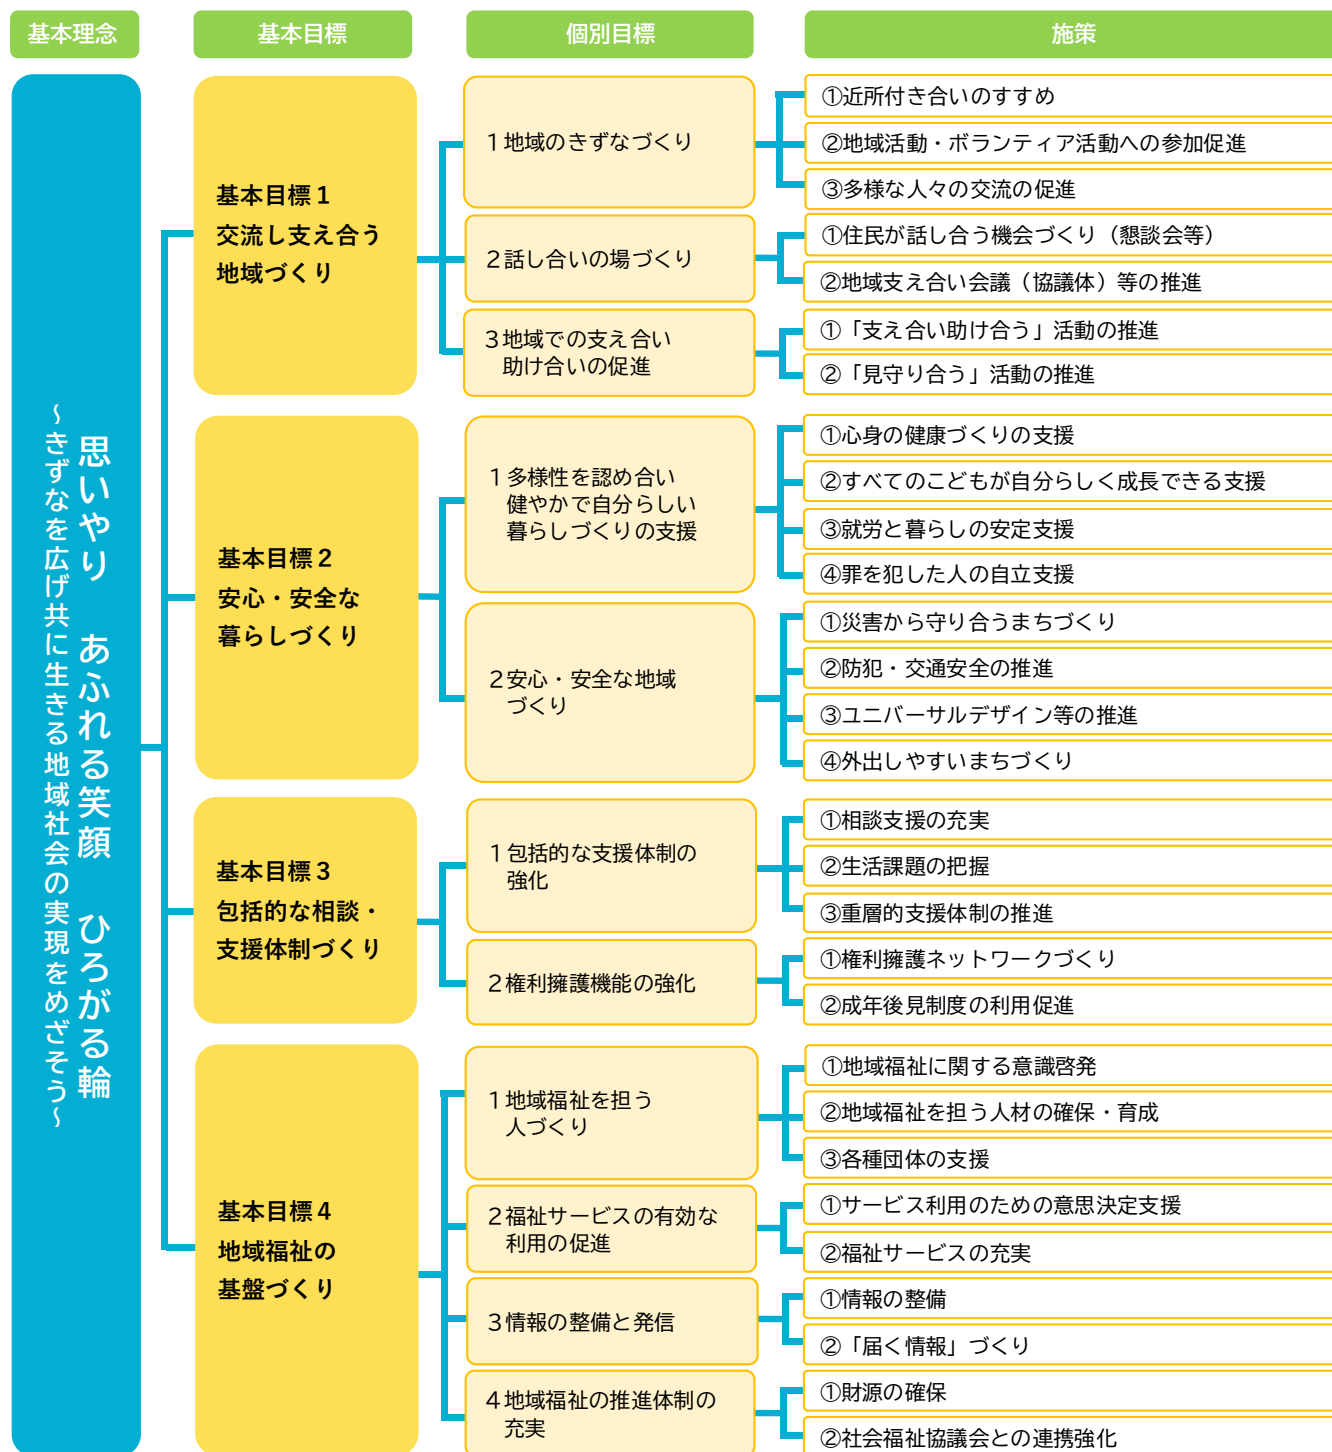 基本理念
基本目標
個別目標
施策
思いやり　あふれる笑顔　ひろがる輪
～きずなを広げ共に生きる地域社会の実現をめざそう～
基本目標１
交流し支え合う
地域づくり
１地域のきずなづくり
①近所付き合いのすすめ
②地域活動・ボランティア活動への参加促進
③多様な人々の交流の促進
２話し合いの場づくり
①住民が話し合う機会づくり（懇談会等）
②地域支え合い会議（協議体）等の推進
３地域での支え合い
助け合いの促進
①「支え合い助け合う」活動の推進
②「見守り合う」活動の推進
基本目標２
安心・安全な
暮らしづくり
１多様性を認め合い
健やかで自分らしい
暮らしづくりの支援
①心身の健康づくりの支援
②すべてのこどもが自分らしく成長できる支援
③就労と暮らしの安定支援
④罪を犯した人の自立支援
２安心・安全な地域
づくり
①災害から守り合うまちづくり
②防犯・交通安全の推進
③ユニバーサルデザイン等の推進
④外出しやすいまちづくり
基本目標３
包括的な相談・
支援体制づくり
１包括的な支援体制の
強化
①相談支援の充実
②生活課題の把握
③重層的支援体制の推進
２権利擁護機能の強化
①権利擁護ネットワークづくり
②成年後見制度の利用促進
基本目標４
地域福祉の
基盤づくり
１地域福祉を担う
人づくり
①地域福祉に関する意識啓発
②地域福祉を担う人材の確保・育成
③各種団体の支援
２福祉サービスの有効な
利用の促進
①サービス利用のための意思決定支援
②福祉サービスの充実
３情報の整備と発信
①情報の整備
②「届く情報」づくり
４地域福祉の推進体制の
充実
①財源の確保
②社会福祉協議会との連携強化